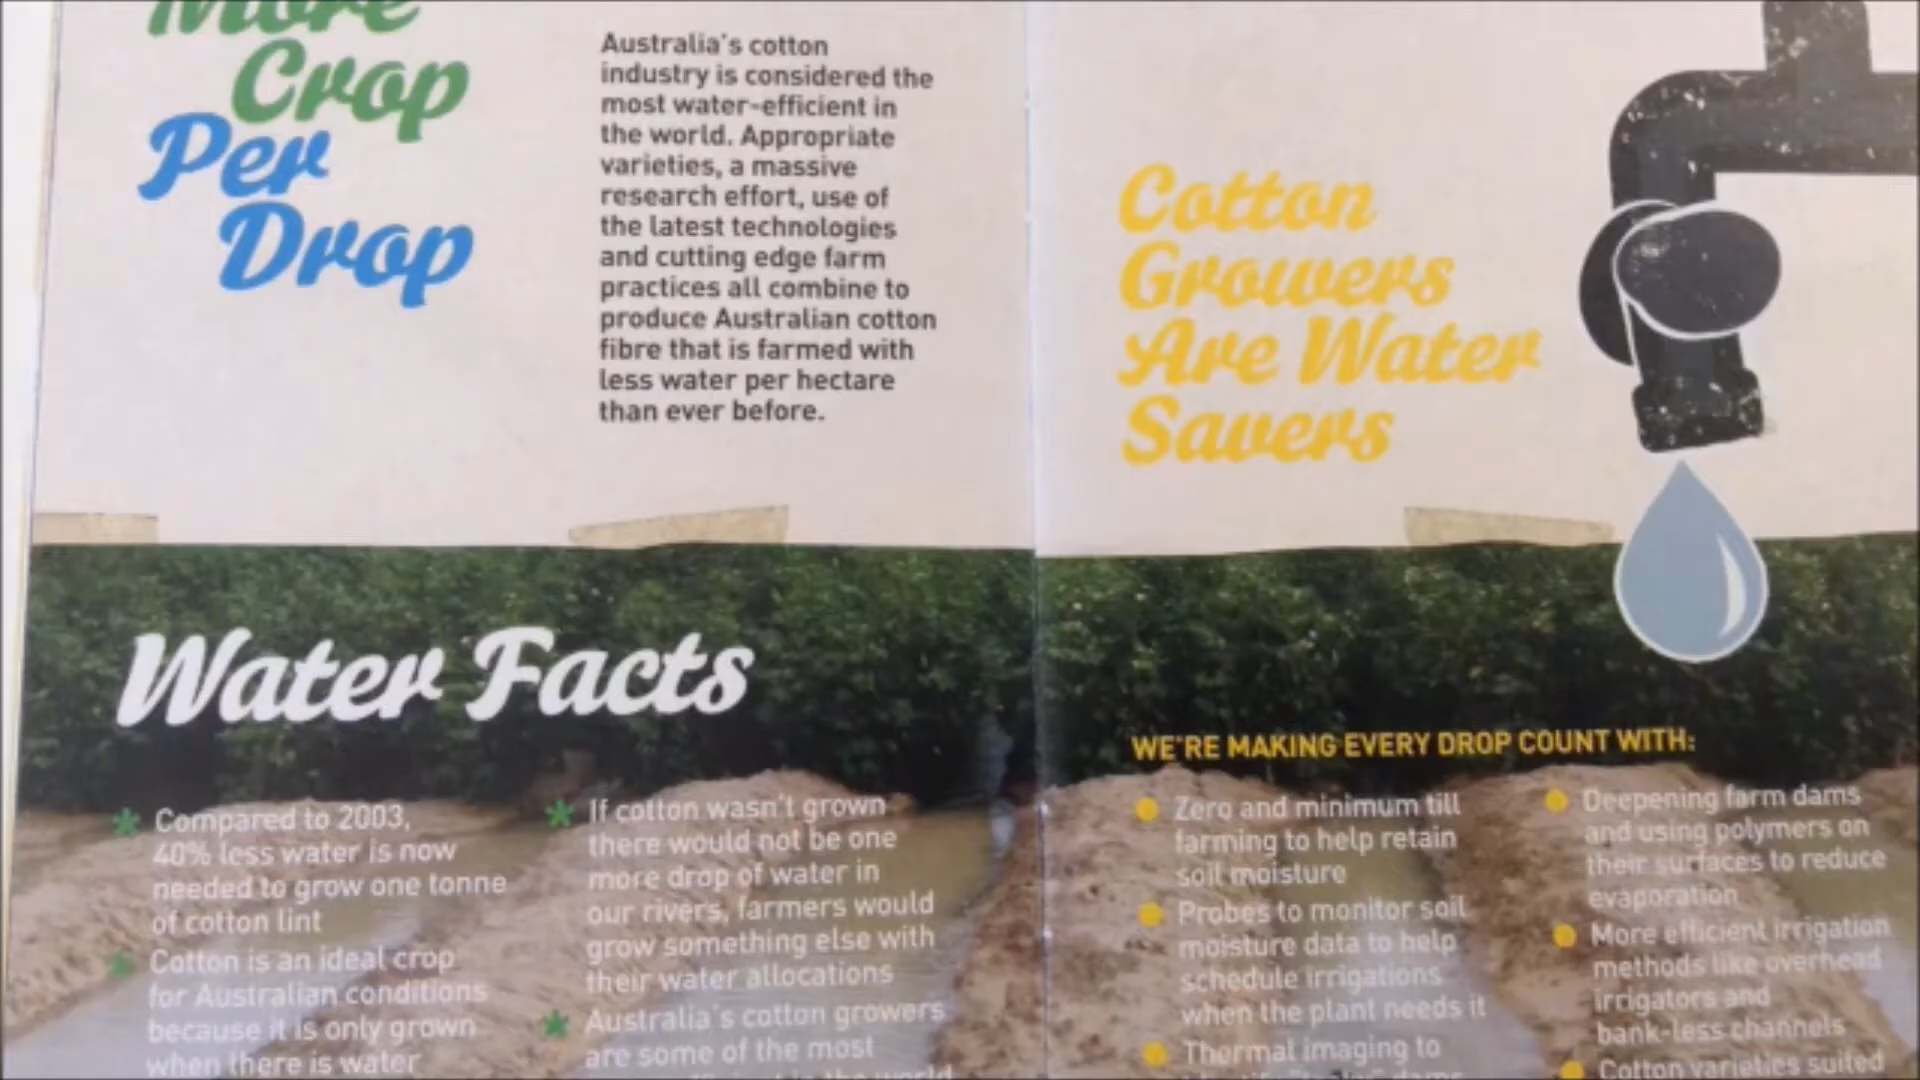 More
Crop
Per
Drop
Australia's cotton
industry is considered the
most water-efficient in
the world. Appropriate
varieties, a massive
research effort, use of
the latest technologies
and cutting edge farm
practices all combine to
produce Australian cotton
fibre that is farmed with
less water per hectare
than ever before.
Water Facts
Compared to 2003,
40% less water is now
needed to grow one tonne
of cotton lint
Cotton is an ideal crop
for Australian conditions
because it is only grown
when there is water
If cotton wasn't grown
there would not be one
more drop of water in
our rivers, farmers would
grow something else with
their water allocations
Australia's cotton growers
are some of the most
Cotton
Growers
Are Water
Savers
WE'RE MAKING EVERY DROP COUNT WITH:
Zero and minimum till
farming to help retain
soil moisture
Probes to monitor soil
moisture data to help
schedule irrigations
when the plant needs it
Thermal imaging to
Deepening farm dams
and using polymers on
their surfaces to reduce
evaporation
More efficient irrigation
methods like overhead
irrigators and
bank-less channels
Cotton varieties suited